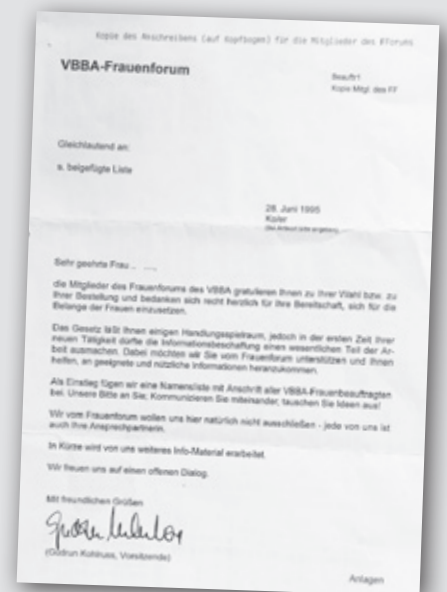 Kopie des Anschreibens (auf Kopfbogen) für die Mitglieder des FForums
VBBA-Frauenforum
Beauftr1
Kopie Mitgl. des FF
Gleichlautend an:
s. beigefügte Liste
28. Juni 1995
Sehr geehrte Frau
die Mitglieder des Frauenforums des VBBA gratulieren Ihnen zu Ihrer Wahl bzw. zu
Ihrer Bestellung und bedanken sich recht herzlich für Ihre Bereitschaft, sich für die
Belange der Frauen einzusetzen.
Das Gesetz läßt Ihnen einigen Handlungsspielraum, jedoch in der ersten Zeit Ihrer
neuen Tätigkeit dürfte die Informationsbeschaffung einen wesentlichen Teil der Ar-
beit ausmachen. Dabei möchten wir Sie vom Frauenforum unterstützen und Ihnen
helfen, an geeignete und nützliche Informationen heranzukommen.
Als Einstieg fügen wir eine Namensliste mit Anschrift aller VBBA-Frauenbeauftragten
bei. Unsere Bitte an Sie: Kommunizieren Sie miteinander, tauschen Sie Ideen aus!
Wir vom Frauenforum wollen uns hier natürlich nicht ausschließen - jede von uns ist
auch Ihre Ansprechpartnerin.
In Kürze wird von uns weiteres Info-Material erarbeitet.
Wir freuen uns auf einen offenen Dialog.
Mit freundlichen Grüßen
(Gudrun Kohlruss, Vorsitzende)
Anlagen